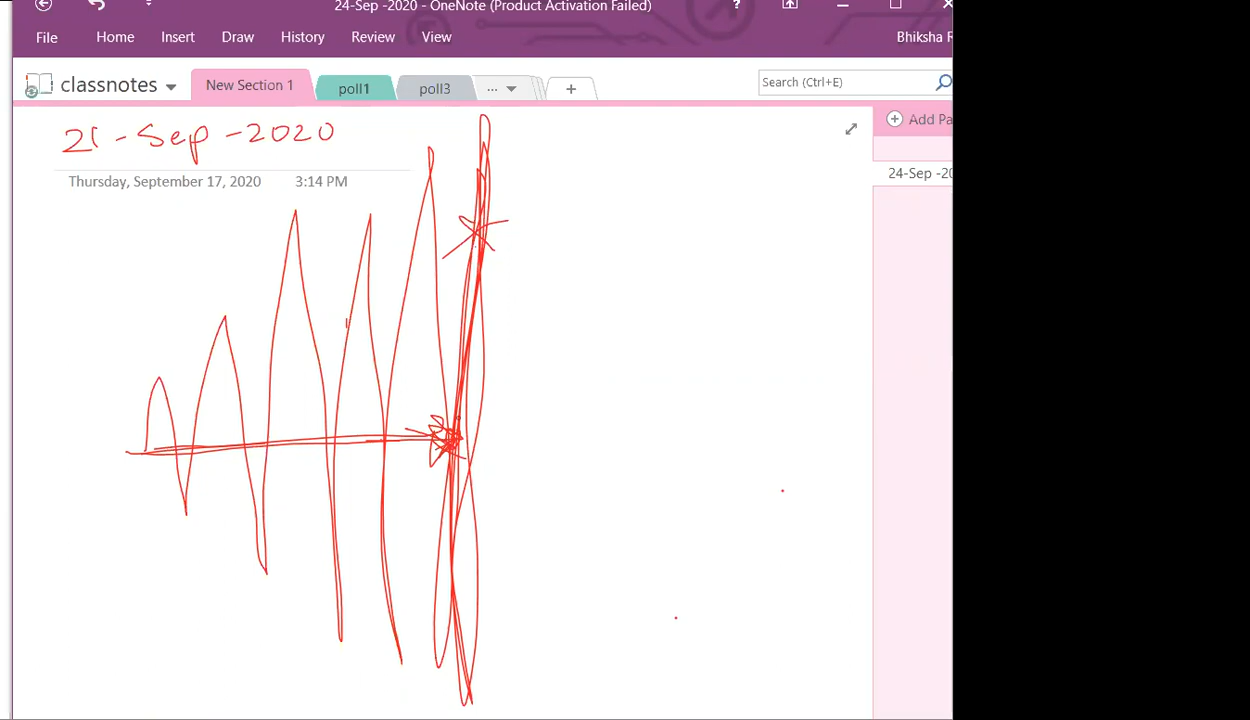 24-Sep -2020 - OneNote (Product Activation Failed)
?
File Home Insert Draw History Review View
Bhiksha R
classnotes New Section 1 poll1 poll3 ... +
Search (Ctrl+E)
21-Sep-2020
Add Pa
Thursday, September 17, 2020 3:14 PM
24-Sep -20